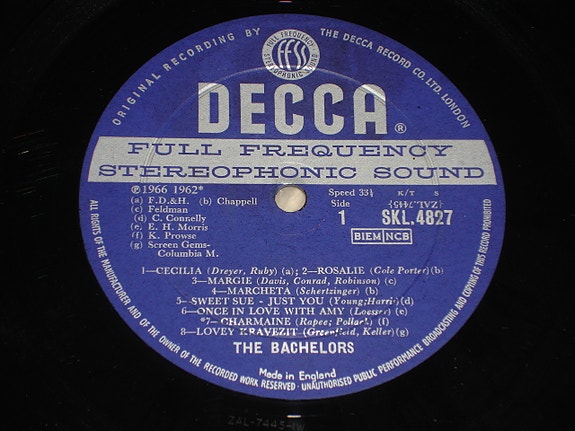 ORIGINAL RECORDING BY THE DECCA RECORD CO. LTD. LONDON
FULL FREQUENCY
FFSS
STEREOPHONIC SOUND
DECCA®
FULL FREQUENCY
STEREOPHONIC SOUND
℗1966 1962*
(a) F.D.&H. (b) Chappell
(c) Feldman
(d) C. Connelly
(e) E. H. Morris
(f) K. Prowse
(g) Screen Gems-
Columbia M.
Speed 33⅓ K/T S
Side
1 SKL.4827
BIEM NCB
1—CECILIA (Dreyer, Ruby) (a); 2—ROSALIE (Cole Porter)(b)
3—MARGIE (Davis, Conrad, Robinson) (c)
4—MARCHETA (Schertzinger) (b)
5—SWEET SUE - JUST YOU (Young;Harris)(d)
6—ONCE IN LOVE WITH AMY (Loesser) (e)
*7—CHARMAINE (Rapee; Pollack) (f)
8—LOVEY KRAVEZIT (Greenfield, Keller)(g)
THE BACHELORS
Made in England
ALL RIGHTS OF THE MANUFACTURER AND OF THE OWNER OF THE RECORDED WORK RESERVED · UNAUTHORISED PUBLIC PERFORMANCE BROADCASTING AND COPYING OF THIS RECORD PROHIBITED